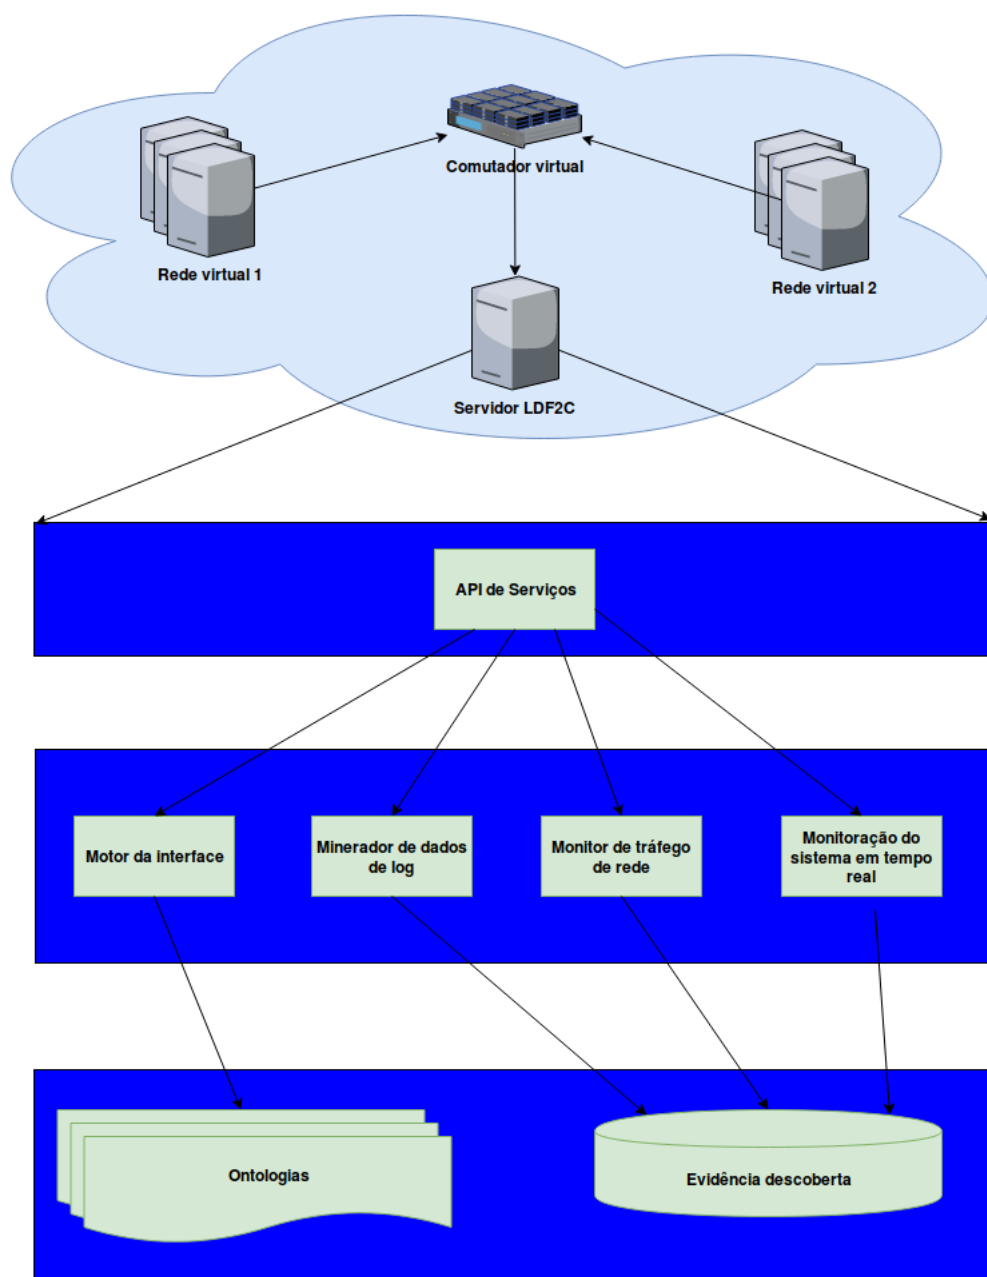 Comutador virtual
Rede virtual 1
Rede virtual 2
Servidor LDF2C
API de Serviços
Motor da interface
Minerador de dados
de log
Monitor de tráfego
de rede
Monitoração do
sistema em tempo
real
Ontologias
Evidência descoberta